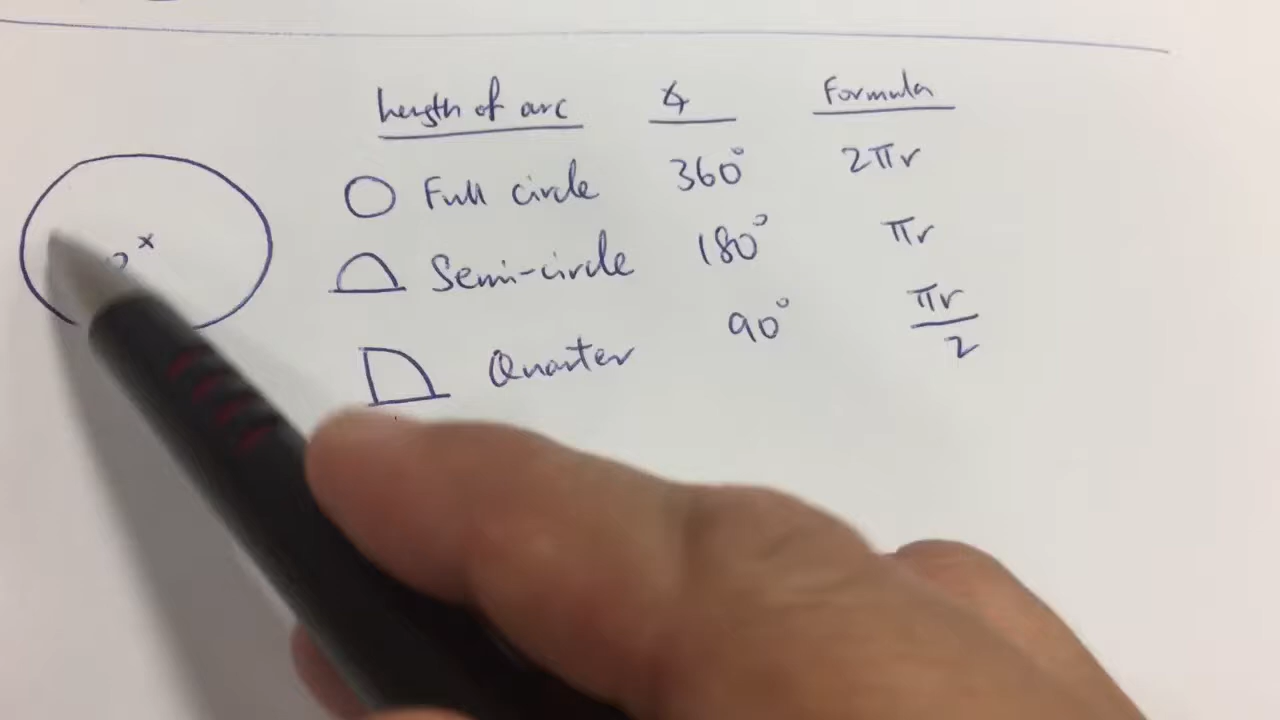 Length of arc ∡ Formula
Full circle 360° 2πr
Semi-circle 180° πr
Quarter 90° πr/2
x